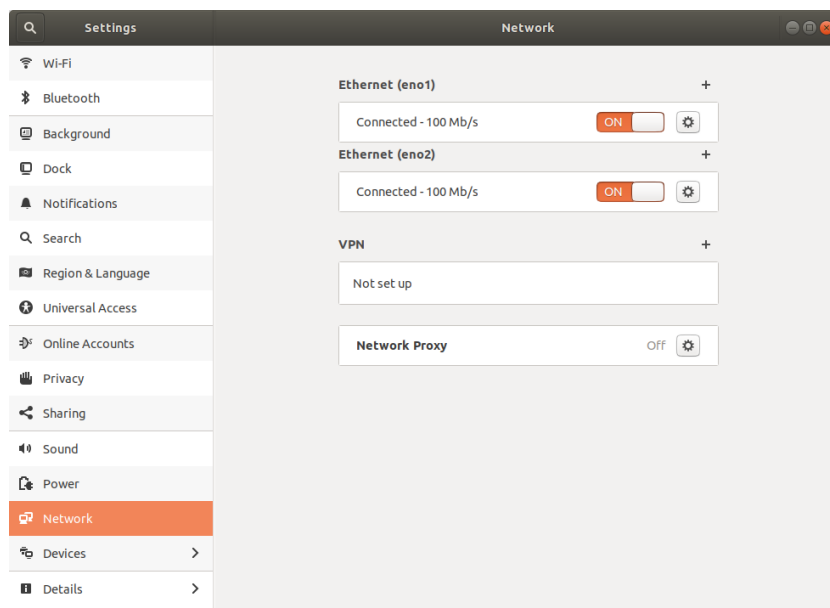 Settings
Network
Wi-Fi
Bluetooth
Background
Dock
Notifications
Search
Region & Language
Universal Access
Online Accounts
Privacy
Sharing
Sound
Power
Network
Devices
Details
Ethernet (eno1)
Connected - 100 Mb/s ON
Ethernet (eno2)
Connected - 100 Mb/s ON
VPN
Not set up
Network Proxy Off